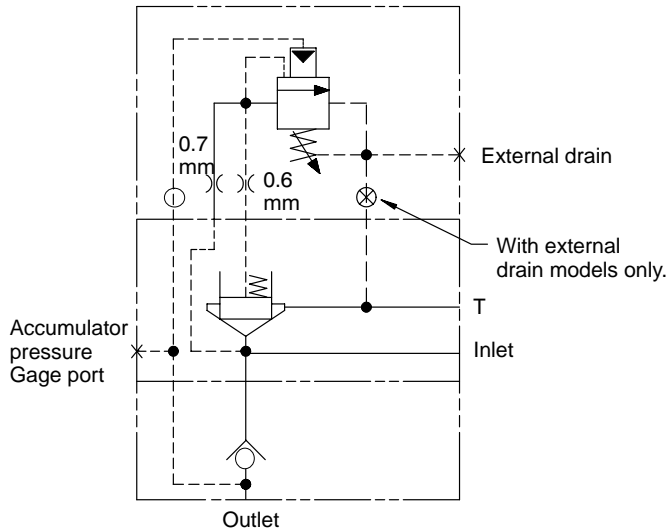 0.7
mm
0.6
mm
External drain
With external
drain models only.
T
Accumulator
pressure
Gage port
Inlet
Outlet